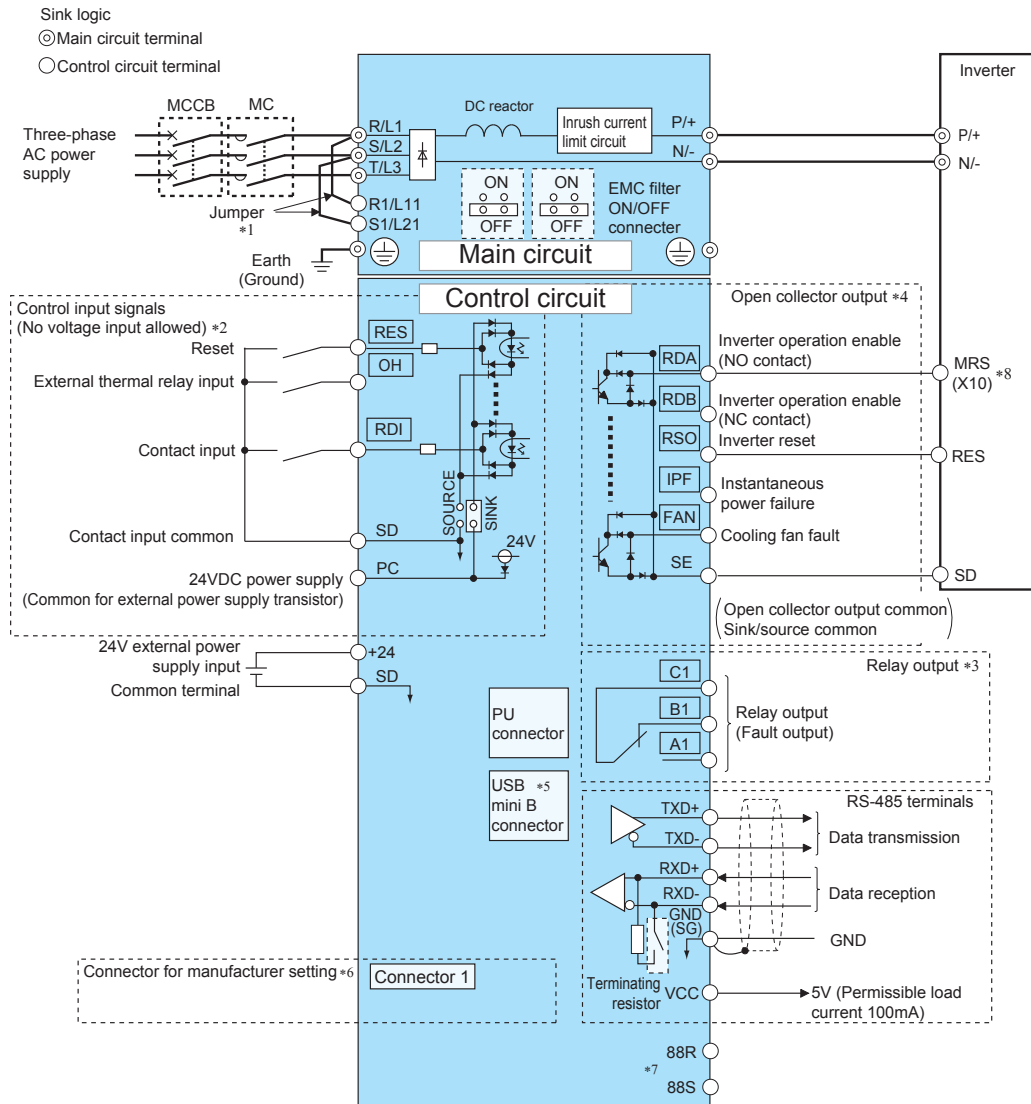 Sink logic
Main circuit terminal
Control circuit terminal
Inverter
MCCB
MC
DC reactor
Inrush current
limit circuit
P/+
N/-
P/+
N/-
Three-phase
AC power
supply
R/L1
S/L2
T/L3
R1/L11
S1/L21
Jumper
*1
ON
OFF
ON
OFF
EMC filter
ON/OFF
connecter
Earth
(Ground)
Main circuit
Control circuit
Control input signals
(No voltage input allowed) *2
Reset
External thermal relay input
Contact input
Contact input common
24VDC power supply
(Common for external power supply transistor)
RES
OH
RDI
SD
PC
SOURCE
SINK
24V
Open collector output *4
RDA
Inverter operation enable
(NO contact)
RDB
Inverter operation enable
(NC contact)
RSO
Inverter reset
IPF
Instantaneous
power failure
FAN
Cooling fan fault
SE
Open collector output common
Sink/source common
MRS
(X10) *8
RES
SD
24V external power
supply input
Common terminal
+24
SD
PU
connector
USB *5
mini B
connector
Relay output *3
C1
B1
A1
Relay output
(Fault output)
RS-485 terminals
TXD+
TXD-
Data transmission
RXD+
RXD-
Data reception
GND
(SG)
GND
Terminating
resistor
VCC
5V (Permissible load
current 100mA)
Connector for manufacturer setting *6
Connector 1
88R
*7
88S